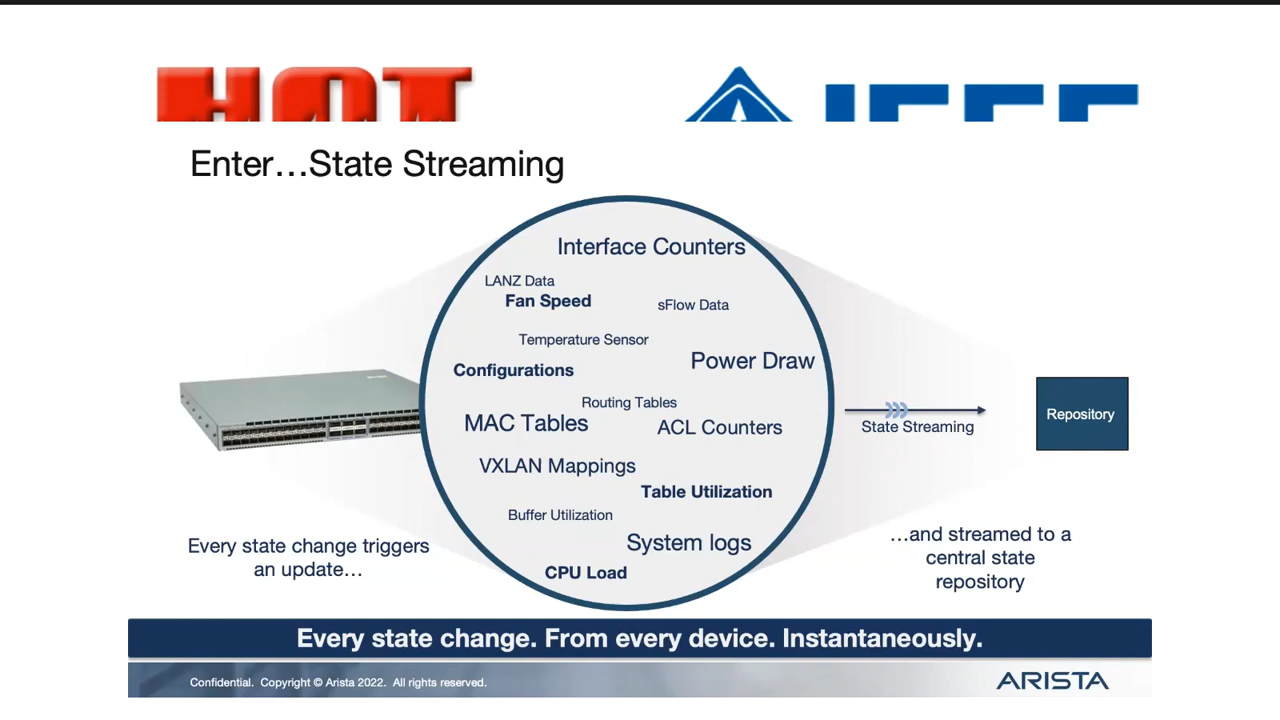 HOT
IEEE
Enter…State Streaming
Interface Counters
LANZ Data
Fan Speed
sFlow Data
Temperature Sensor
Power Draw
Configurations
Routing Tables
MAC Tables
ACL Counters
VXLAN Mappings
Table Utilization
Buffer Utilization
System logs
CPU Load
State Streaming
Repository
Every state change triggers
an update…
…and streamed to a
central state
repository
Every state change. From every device. Instantaneously.
Confidential. Copyright © Arista 2022. All rights reserved.
ARISTA